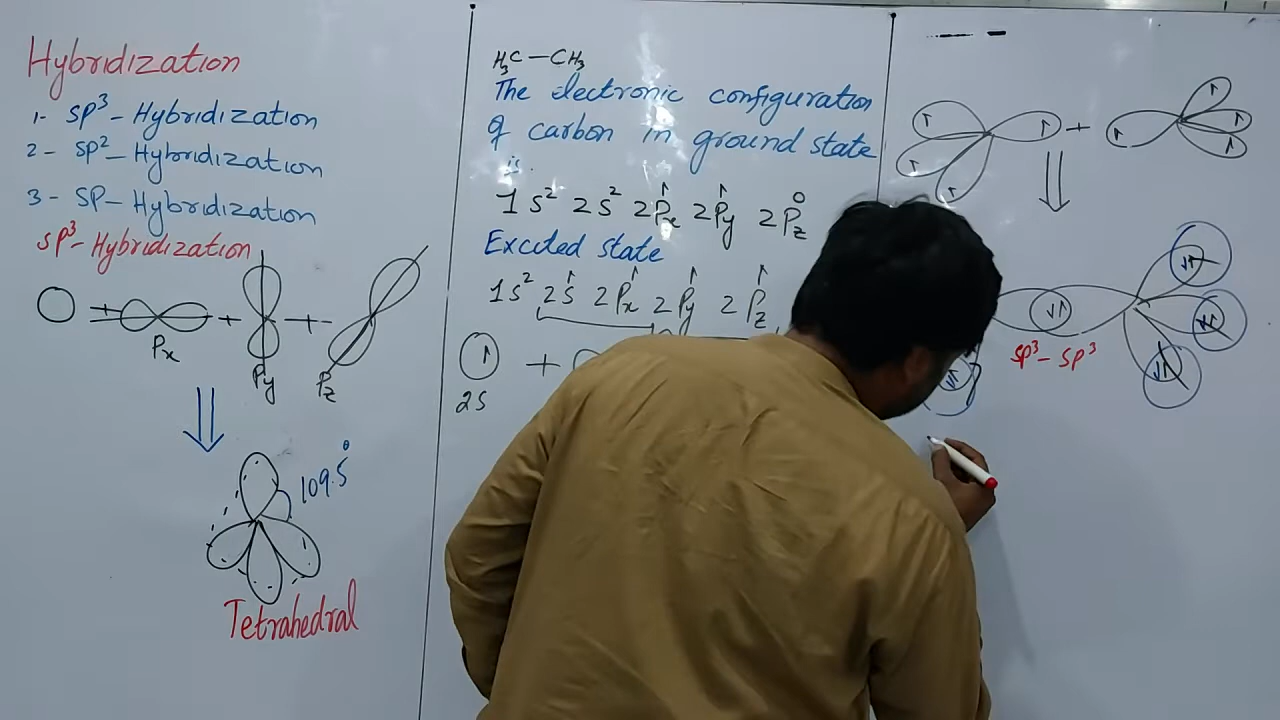 Hybridization
1- SP³-Hybridization
2- SP²-Hybridization
3- SP-Hybridization
SP³-Hybridization
+ + +
Px
Py
Pz
109.5°
Tetrahedral
H₃C-CH₃
The electronic configuration
of carbon in ground state
is.
1s² 2s² 2Px 2Py 2Pz⁰
Excited state
1s² 2s 2Px 2Py 2Pz
+
2s
+
SP³-SP³